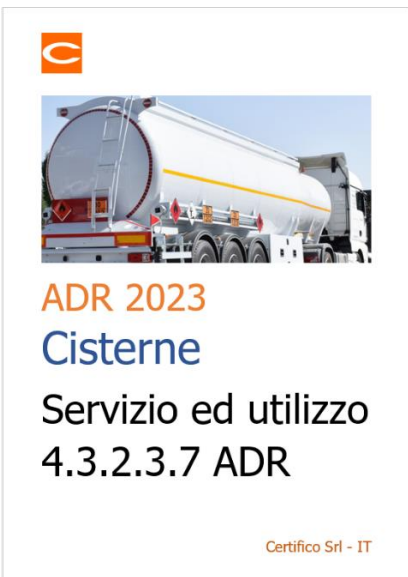 C
ADR 2023
Cisterne
Servizio ed utilizzo
4.3.2.3.7 ADR
Certifico Srl - IT